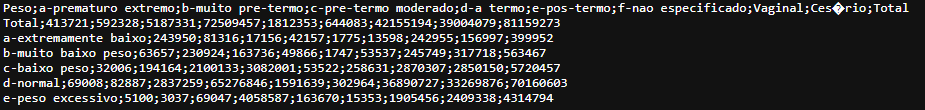 Peso;a-prematuro extremo;b-muito pre-termo;c-pre-termo moderado;d-a termo;e-pos-termo;f-nao especificado;Vaginal;Ces�rio;Total
Total;413721;592328;5187331;72509457;1812353;644083;42155194;39004079;81159273
a-extremamente baixo;243950;81316;17156;42157;1775;13598;242955;156997;399952
b-muito baixo peso;63657;230924;163736;49866;1747;53537;245749;317718;563467
c-baixo peso;32006;194164;2100133;3082001;53522;258631;2870307;2850150;5720457
d-normal;69008;82887;2837259;65276846;1591639;302964;36890727;33269876;70160603
e-peso excessivo;5100;3037;69047;4058587;163670;15353;1905456;2409338;4314794